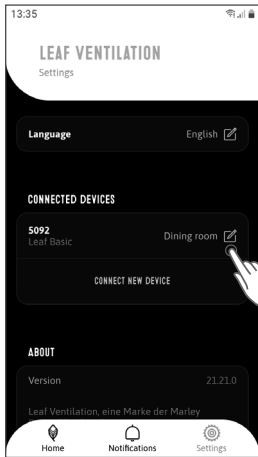 13:35
LEAF VENTILATION
Settings
Language English
CONNECTED DEVICES
5092
Leaf Basic
Dining room
CONNECT NEW DEVICE
ABOUT
Version 21.21.0
Leaf Ventilation, eine Marke der Marley
Home Notifications Settings